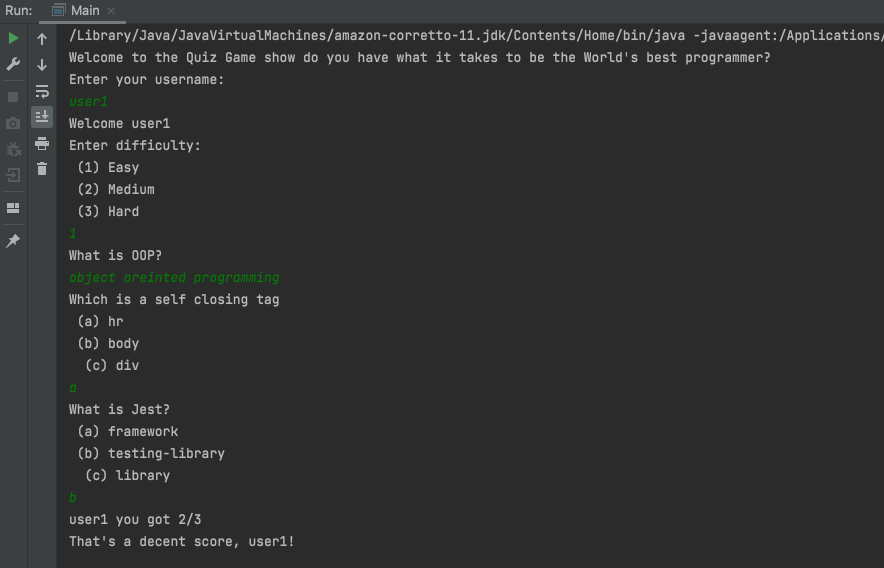 Run: Main ×
/Library/Java/JavaVirtualMachines/amazon-corretto-11.jdk/Contents/Home/bin/java -javaagent:/Applications/
Welcome to the Quiz Game show do you have what it takes to be the World's best programmer?
Enter your username:
user1
Welcome user1
Enter difficulty:
(1) Easy
(2) Medium
(3) Hard
1
What is OOP?
object oreinted programming
Which is a self closing tag
(a) hr
(b) body
(c) div
a
What is Jest?
(a) framework
(b) testing-library
(c) library
b
user1 you got 2/3
That's a decent score, user1!